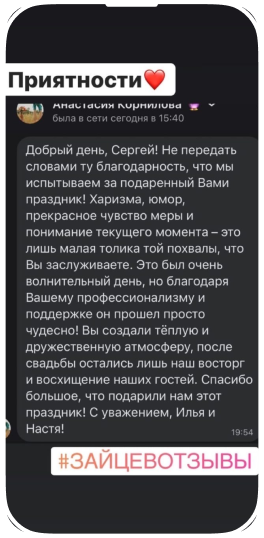 Приятности❤️
Анастасия Корнилова
была в сети сегодня в 15:40
Добрый день, Сергей! Не передать
словами ту благодарность, что мы
испытываем за подаренный Вами
праздник! Харизма, юмор,
прекрасное чувство меры и
понимание текущего момента – это
лишь малая толика той похвалы, что
Вы заслуживаете. Это был очень
волнительный день, но благодаря
Вашему профессионализму и
поддержке он прошел просто
чудесно! Вы создали тёплую и
дружественную атмосферу, после
свадьбы остались лишь наш восторг
и восхищение наших гостей. Спасибо
большое, что подарили нам этот
праздник! С уважением, Илья и
Настя!
19:54
#ЗАЙЦЕВОТЗЫВЫ